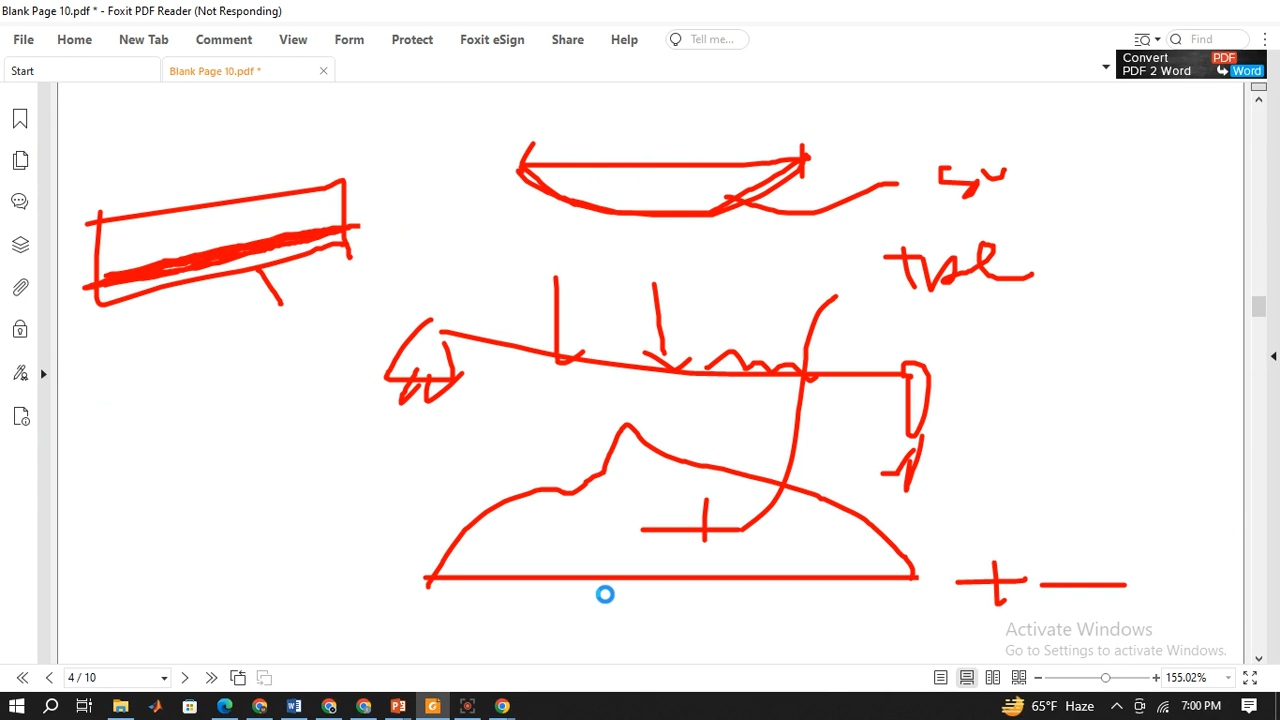 Blank Page 10.pdf * - Foxit PDF Reader (Not Responding)
File Home New Tab Comment View Form Protect Foxit eSign Share Help Tell me... Find
Start Blank Page 10.pdf * Convert PDF
PDF 2 Word Word
+ —
+
Activate Windows
Go to Settings to activate Windows.
4 / 10 155.02%
65°F Haze 7:00 PM